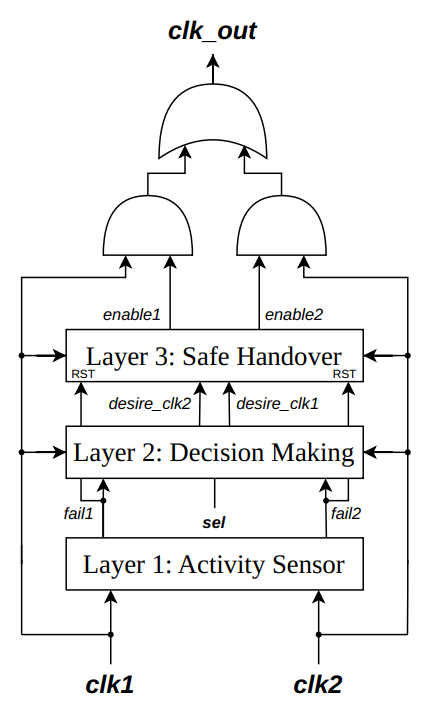 clk_out
enable1
enable2
Layer 3: Safe Handover
RST
RST
desire_clk2
desire_clk1
Layer 2: Decision Making
fail1
sel
fail2
Layer 1: Activity Sensor
clk1
clk2